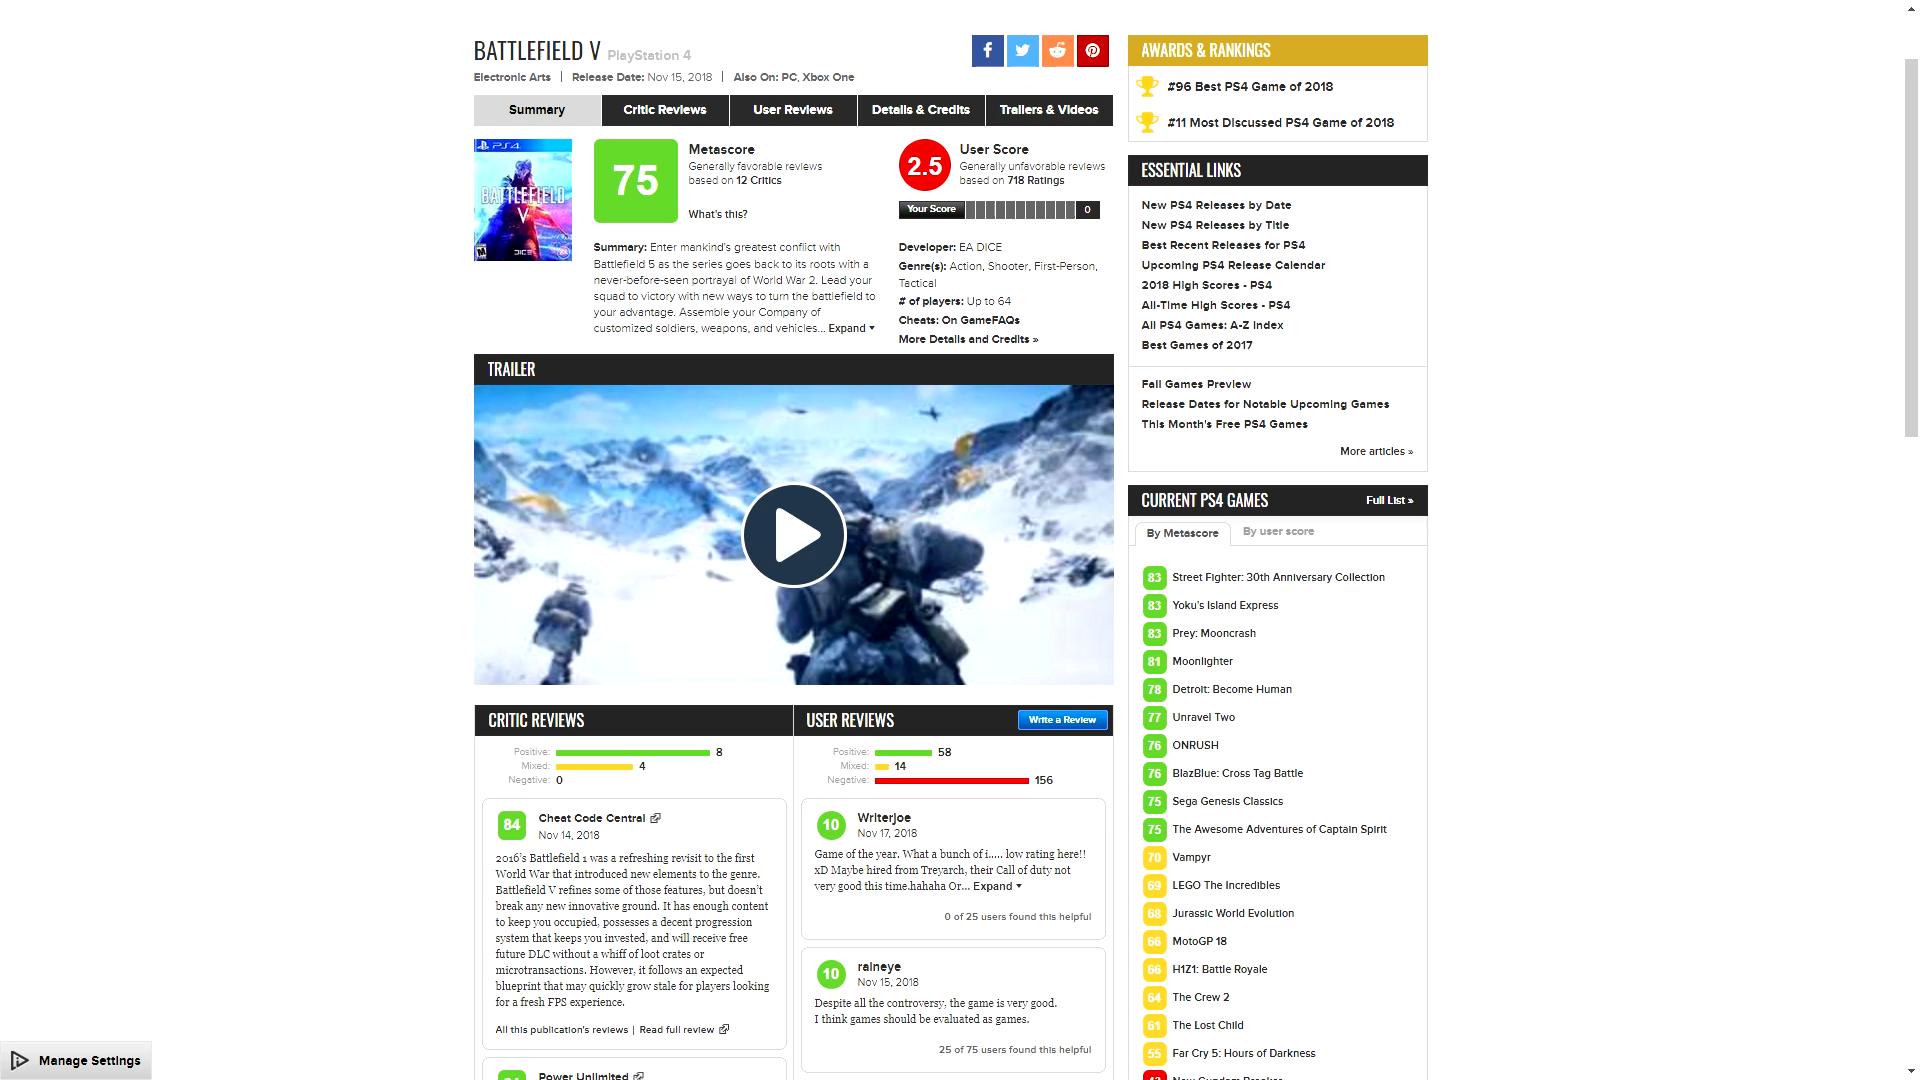 BATTLEFIELD V PlayStation 4
Electronic Arts | Release Date: Nov 15, 2018 | Also On: PC, Xbox One
Summary
Critic Reviews
User Reviews
Details & Credits
Trailers & Videos
PS4
BATTLEFIELD
V
DICE
75
Metascore
Generally favorable reviews
based on 12 Critics
What's this?
2.5
User Score
Generally unfavorable reviews
based on 718 Ratings
Your Score
0
Summary: Enter mankind's greatest conflict with
Battlefield 5 as the series goes back to its roots with a
never-before-seen portrayal of World War 2. Lead your
squad to victory with new ways to turn the battlefield to
your advantage. Assemble your Company of
customized soldiers, weapons, and vehicles... Expand
Developer: EA DICE
Genre(s): Action, Shooter, First-Person,
Tactical
# of players: Up to 64
Cheats: On GameFAQs
More Details and Credits »
TRAILER
CRITIC REVIEWS
Positive: 8
Mixed: 4
Negative: 0
84
Cheat Code Central
Nov 14, 2018
2016's Battlefield 1 was a refreshing revisit to the first
World War that introduced new elements to the genre.
Battlefield V refines some of those features, but doesn't
break any new innovative ground. It has enough content
to keep you occupied, possesses a decent progression
system that keeps you invested, and will receive free
future DLC without a whiff of loot crates or
microtransactions. However, it follows an expected
blueprint that may quickly grow stale for players looking
for a fresh FPS experience.
All this publication's reviews | Read full review
Power Unlimited
USER REVIEWS
Write a Review
Positive: 58
Mixed: 14
Negative: 156
10
Writerjoe
Nov 17, 2018
Game of the year. What a bunch of i..... low rating here!!
xD Maybe hired from Treyarch, their Call of duty not
very good this time.hahaha Or... Expand
0 of 25 users found this helpful
10
raineye
Nov 15, 2018
Despite all the controversy, the game is very good.
I think games should be evaluated as games.
25 of 75 users found this helpful
AWARDS & RANKINGS
#96 Best PS4 Game of 2018
#11 Most Discussed PS4 Game of 2018
ESSENTIAL LINKS
New PS4 Releases by Date
New PS4 Releases by Title
Best Recent Releases for PS4
Upcoming PS4 Release Calendar
2018 High Scores - PS4
All-Time High Scores - PS4
All PS4 Games: A-Z Index
Best Games of 2017
Fall Games Preview
Release Dates for Notable Upcoming Games
This Month's Free PS4 Games
More articles »
CURRENT PS4 GAMES
Full List »
By Metascore
By user score
83 Street Fighter: 30th Anniversary Collection
83 Yoku's Island Express
83 Prey: Mooncrash
81 Moonlighter
78 Detroit: Become Human
77 Unravel Two
76 ONRUSH
76 BlazBlue: Cross Tag Battle
75 Sega Genesis Classics
75 The Awesome Adventures of Captain Spirit
70 Vampyr
69 LEGO The Incredibles
68 Jurassic World Evolution
66 MotoGP 18
66 H1Z1: Battle Royale
64 The Crew 2
61 The Lost Child
55 Far Cry 5: Hours of Darkness
Manage Settings